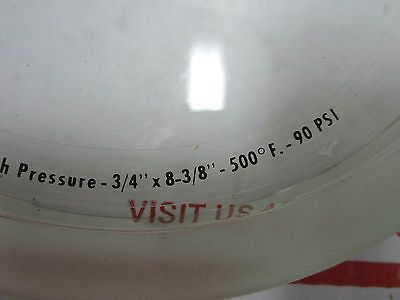 h Pressure - 3/4" x 8-3/8" - 500° F. - 90 PSI
VISIT US